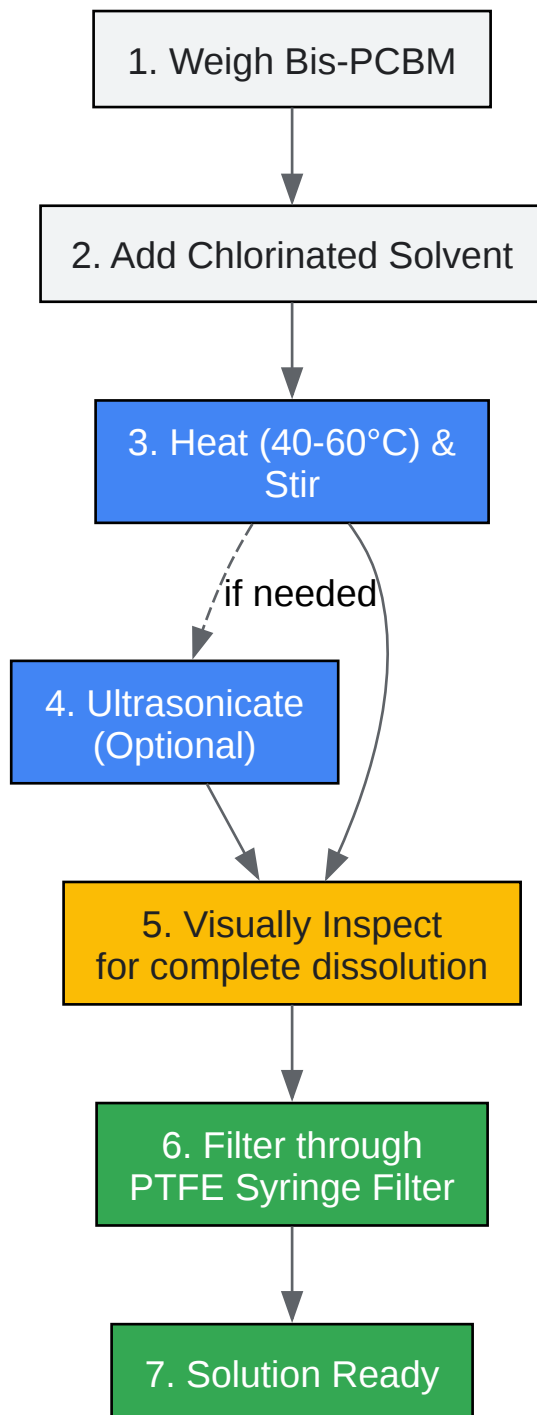 1. Weigh Bis-PCBM
2. Add Chlorinated Solvent
3. Heat (40-60°C) &
Stir
if needed
4. Ultrasonicate
(Optional)
5. Visually Inspect
for complete dissolution
6. Filter through
PTFE Syringe Filter
7. Solution Ready